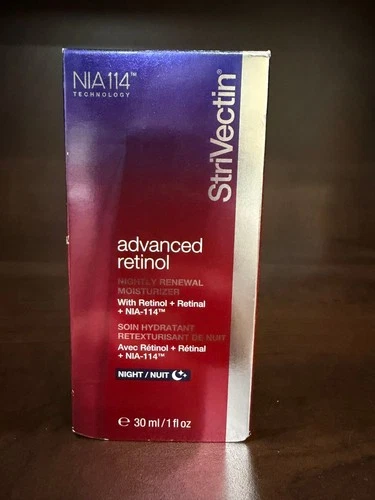 NIA114™
TECHNOLOGY
StriVectin®
advanced
retinol
NIGHTLY RENEWAL
MOISTURIZER
With Retinol + Retinal
+ NIA-114™
SOIN HYDRATANT
RETEXTURISANT DE NUIT
Avec Rétinol + Rétinal
+ NIA-114™
NIGHT / NUIT
℮ 30 ml / 1 fl oz